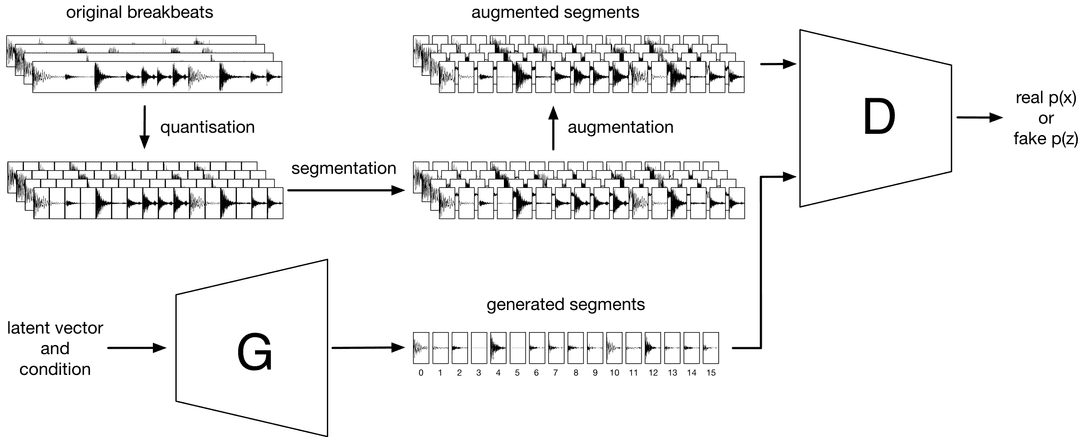 original breakbeats
augmented segments
quantisation
augmentation
segmentation
D
real p(x)
or
fake p(z)
latent vector
and
condition
G
generated segments
0 1 2 3 4 5 6 7 8 9 10 11 12 13 14 15